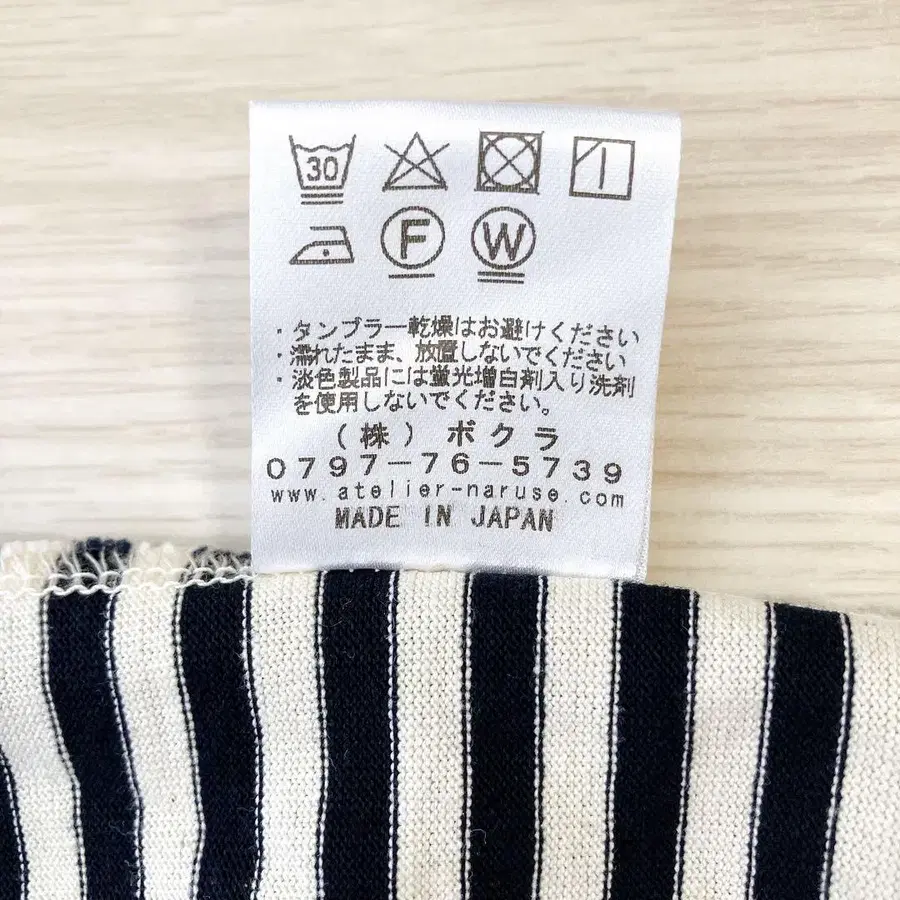 30
F W
・タンブラー乾燥はお避けください
・濡れたまま、放置しないでください
・淡色製品には蛍光増白剤入り洗剤
を使用しないでください。
(株)ボクラ
0797-76-5739
www.atelier-naruse.com
MADE IN JAPAN